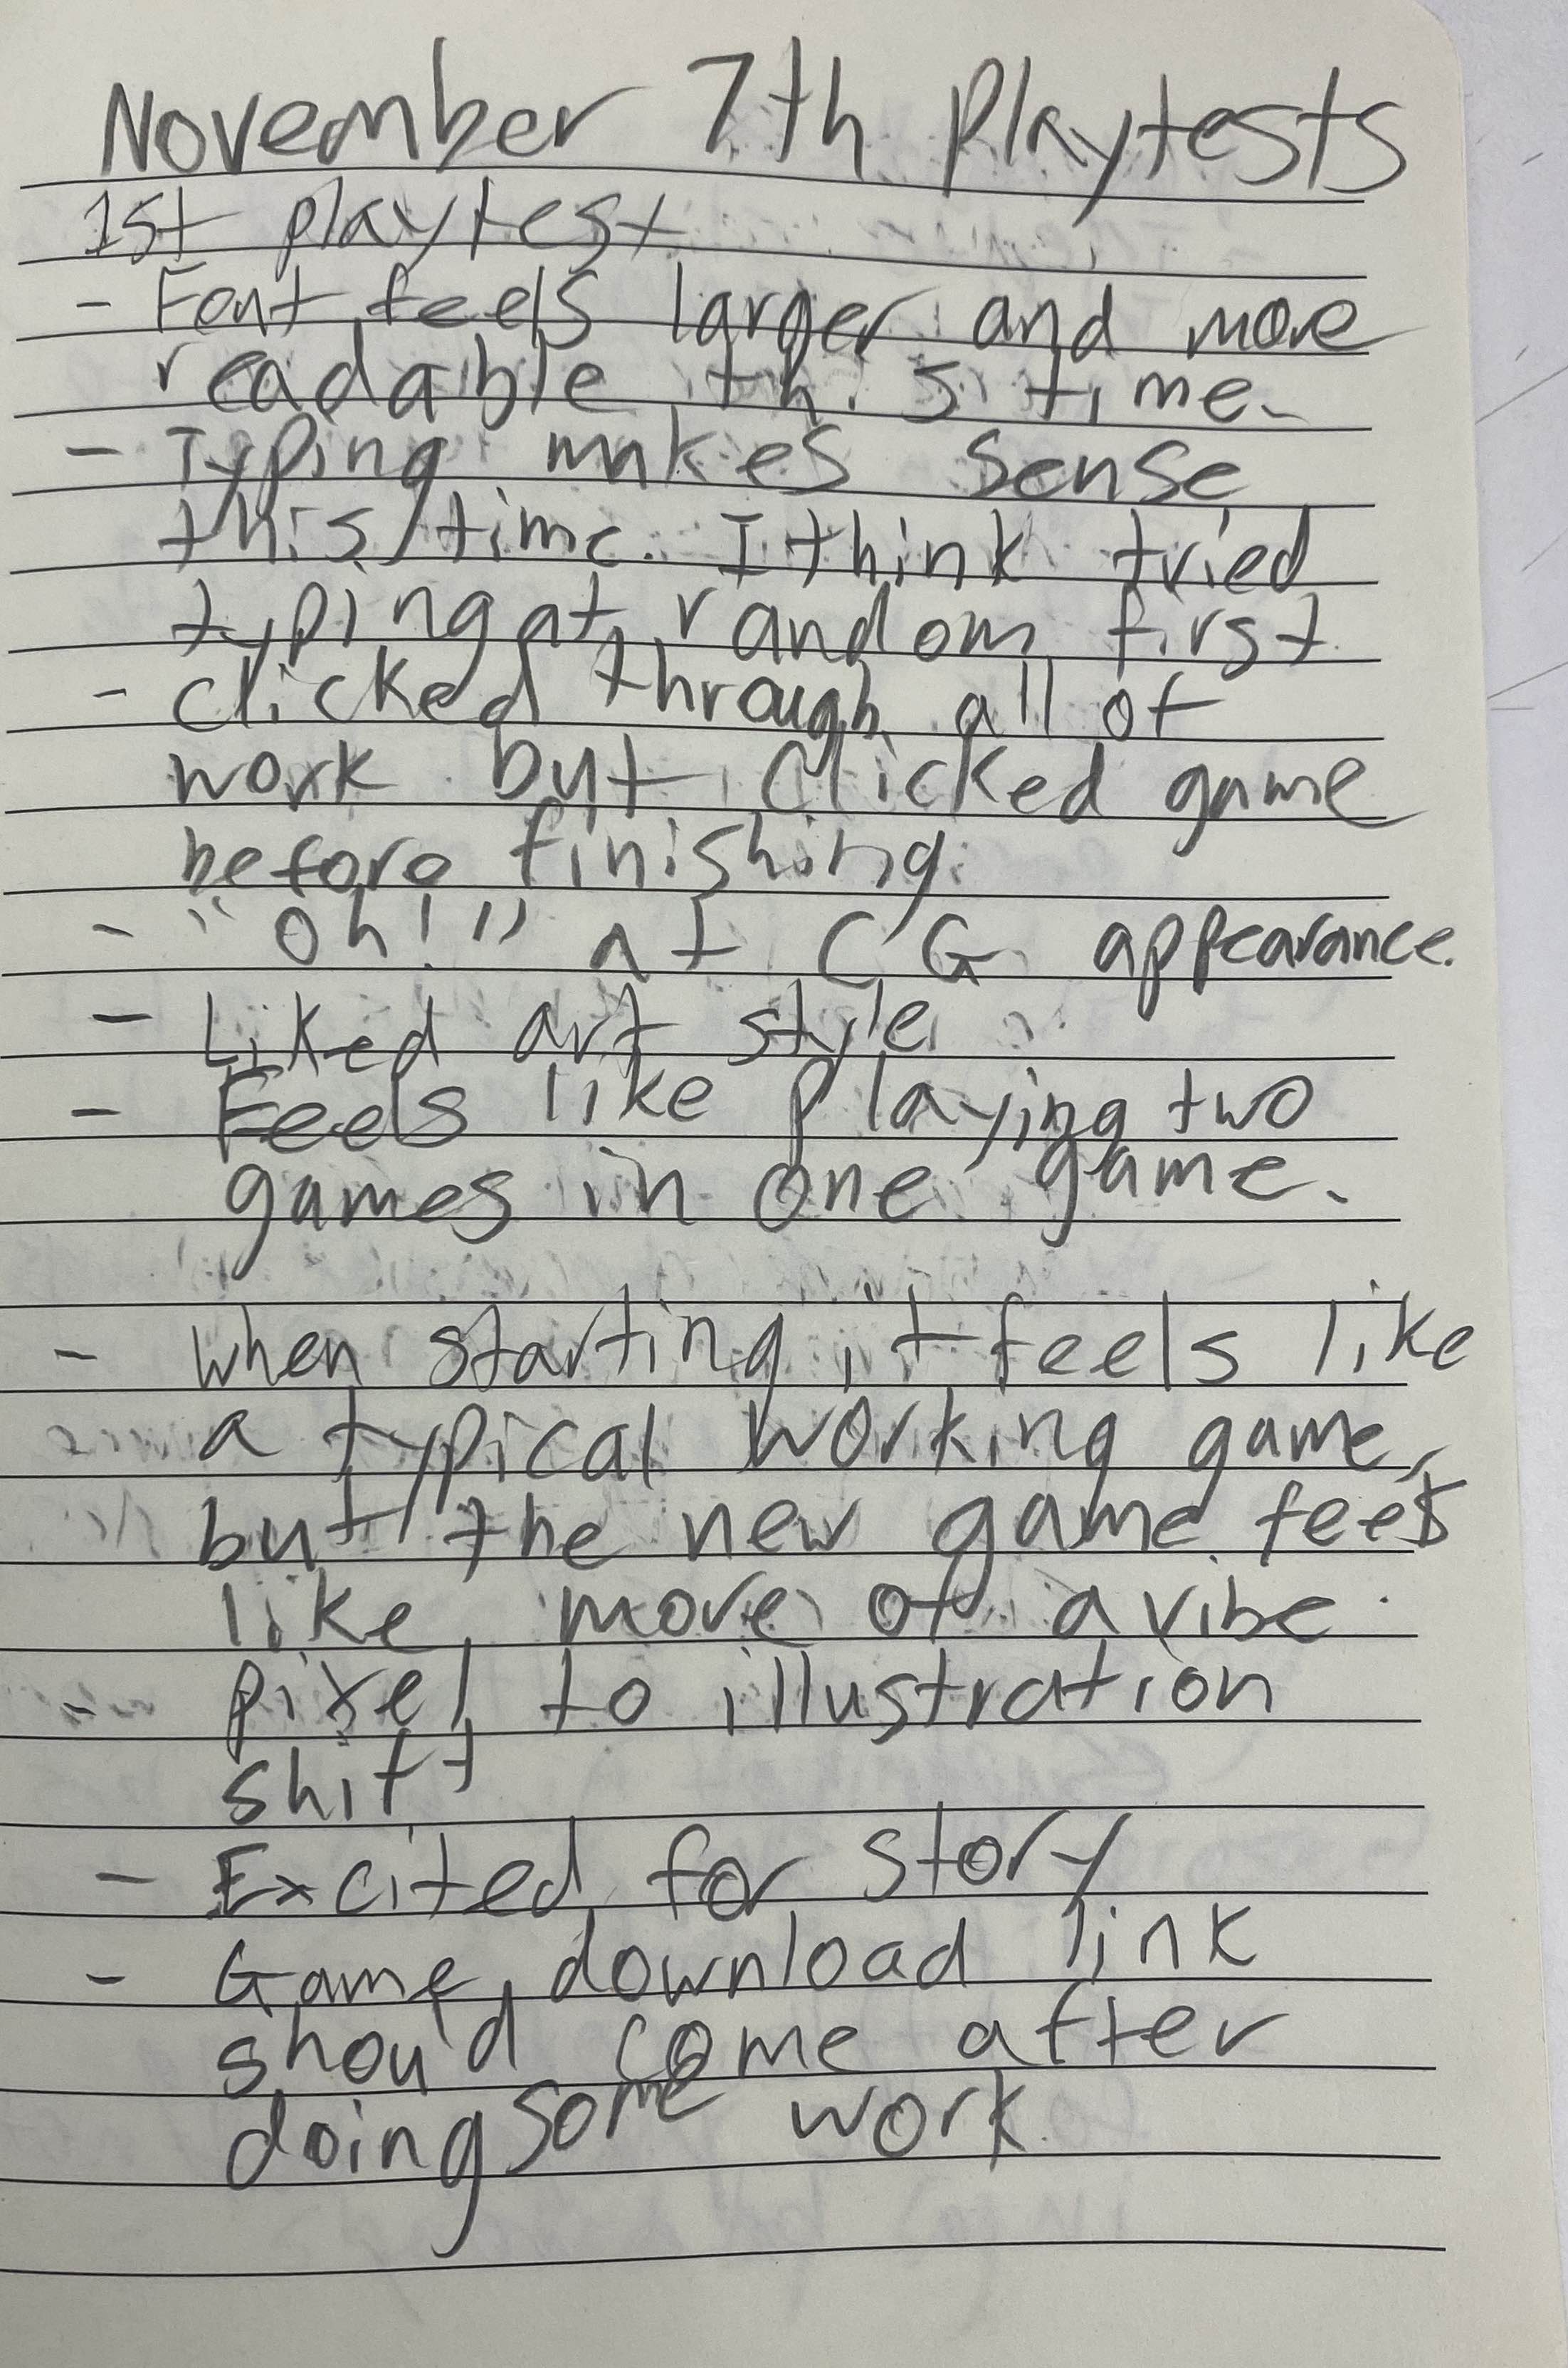 November 7th Playtests
1st playtest
- Font feels larger and more
readable this time.
- Typing makes sense
this time. I think tried
typing at random first
- clicked through all of
work but clicked game
before finishing.
- "Oh!" at CG appearance.
- Liked art style
- Feels like playing two
games in one game.
- when starting it feels like
a typical working game,
but the new game feels
like more of a vibe.
- pixel to illustration
shift
- Excited for story
- Game download link
should come after
doing some work.